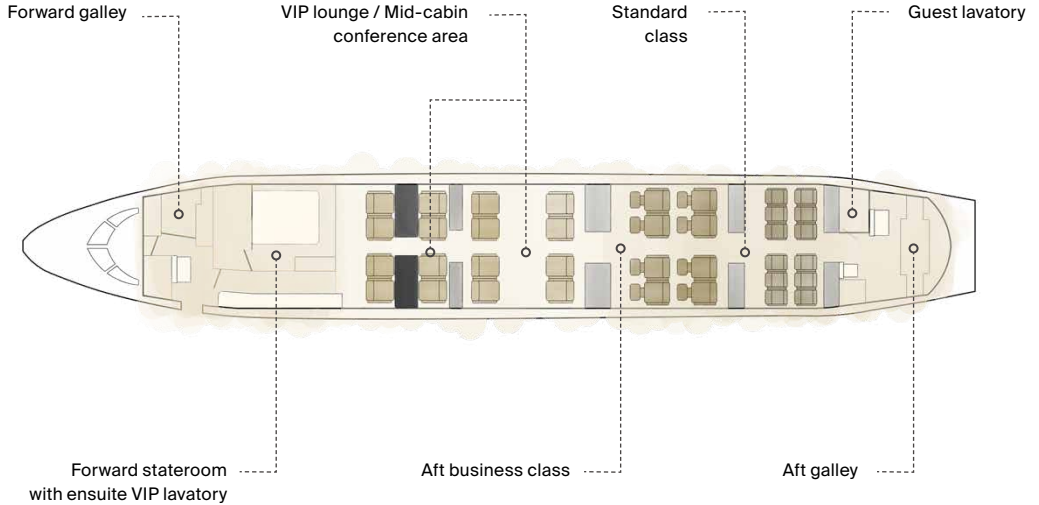 Forward galley
VIP lounge / Mid-cabin
conference area
Standard
class
Guest lavatory
Forward stateroom
with ensuite VIP lavatory
Aft business class
Aft galley